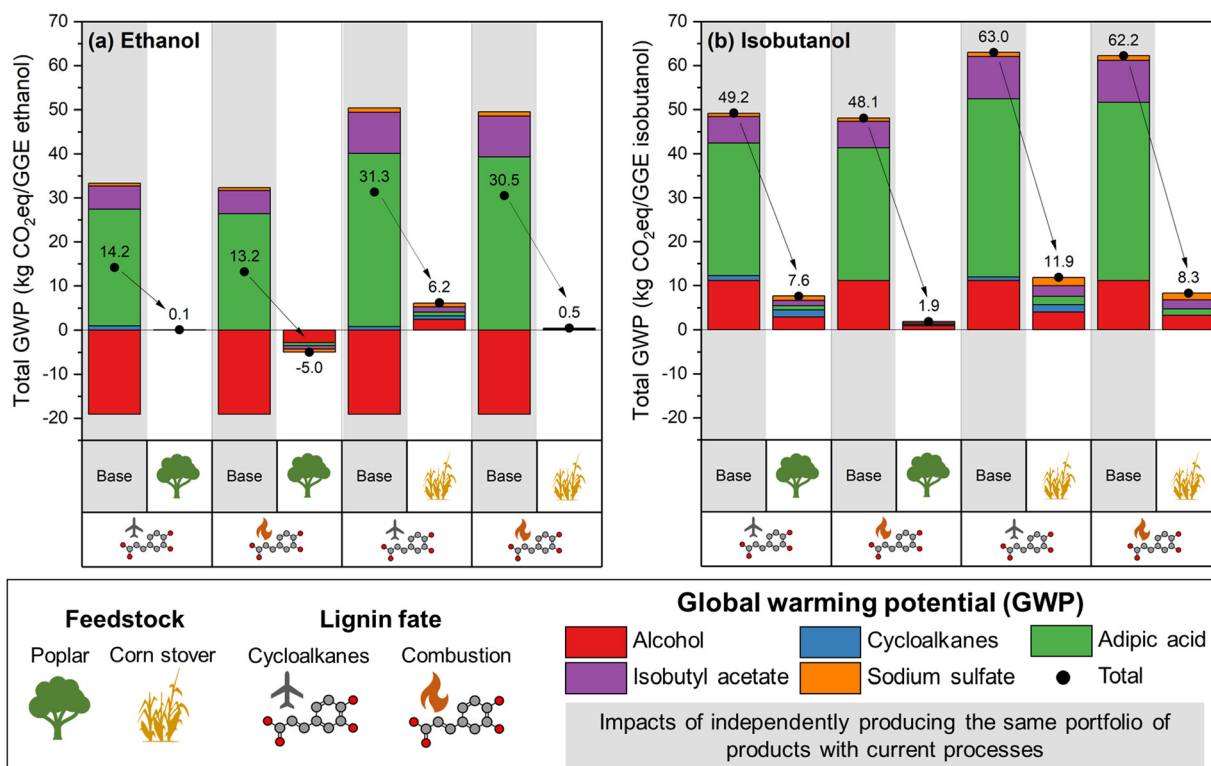 (a) Ethanol
Total GWP (kg CO₂eq/GGE ethanol)
70
60
50
40
30
20
10
0
-10
-20
14.2
0.1
13.2
-5.0
31.3
6.2
30.5
0.5
Base
Base
Base
Base
(b) Isobutanol
Total GWP (kg CO₂eq/GGE isobutanol)
70
60
50
40
30
20
10
0
-10
-20
49.2
7.6
48.1
1.9
63.0
11.9
62.2
8.3
Base
Base
Base
Base
Feedstock
Poplar Corn stover
Lignin fate
Cycloalkanes Combustion
Global warming potential (GWP)
Alcohol Cycloalkanes Adipic acid
Isobutyl acetate Sodium sulfate Total
Impacts of independently producing the same portfolio of
products with current processes